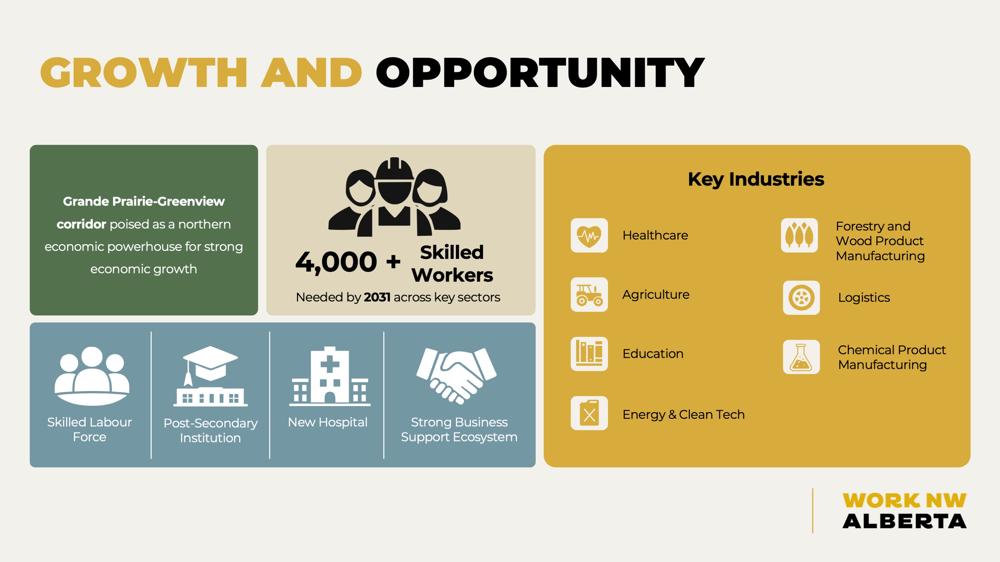 GROWTH AND OPPORTUNITY
Grande Prairie-Greenview
corridor poised as a northern
economic powerhouse for strong
economic growth
4,000 + Skilled
Workers
Needed by 2031 across key sectors
Skilled Labour
Force
Post-Secondary
Institution
New Hospital
Strong Business
Support Ecosystem
Key Industries
Healthcare
Agriculture
Education
Energy & Clean Tech
Forestry and
Wood Product
Manufacturing
Logistics
Chemical Product
Manufacturing
WORK NW
ALBERTA